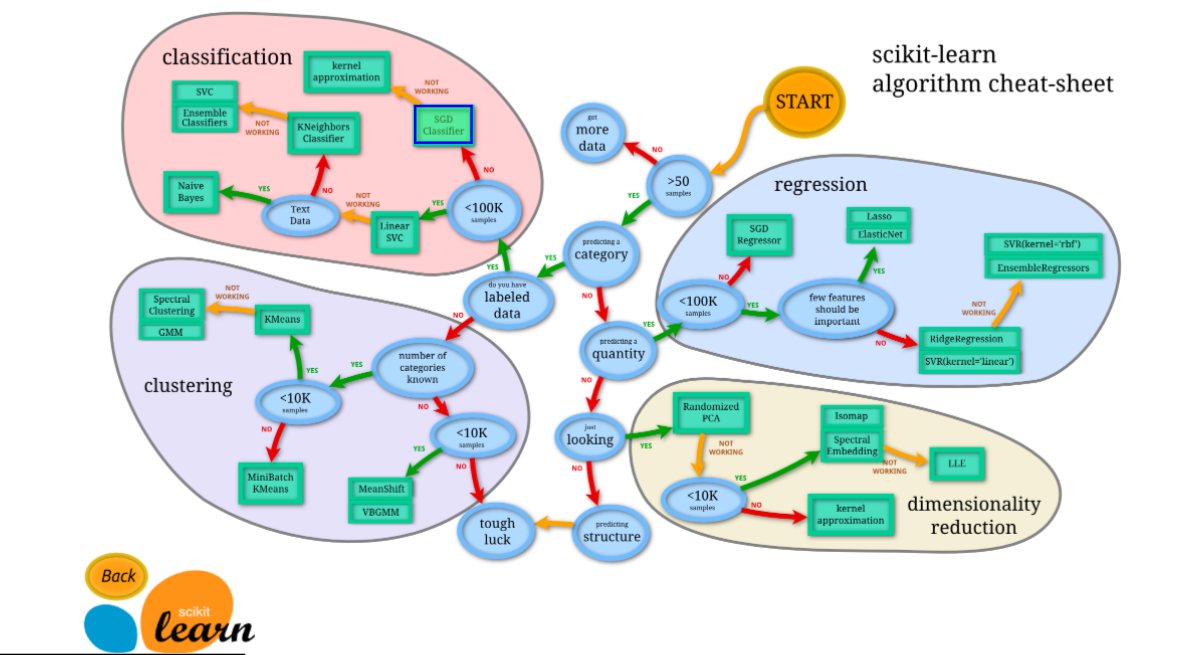 scikit-learn
algorithm cheat-sheet
START
classification
kernel
approximation
NOT
WORKING
SVC
Ensemble
Classifiers
NOT
WORKING
KNeighbors
Classifier
SGD
Classifier
NO
Naive
Bayes
YES
Text
Data
NO
NOT
WORKING
Linear
SVC
YES
<100K
samples
YES
get
more
data
NO
>50
samples
YES
predicting a
category
YES
do you have
labeled
data
NO
NO
predicting a
quantity
YES
NO
just
looking
YES
NO
predicting
structure
tough
luck
regression
SGD
Regressor
NO
<100K
samples
YES
Lasso
ElasticNet
YES
few features
should be
important
NO
SVR(kernel='rbf')
EnsembleRegressors
NOT
WORKING
RidgeRegression
SVR(kernel='linear')
clustering
Spectral
Clustering
GMM
NOT
WORKING
KMeans
YES
<10K
samples
YES
number of
categories
known
NO
NO
MiniBatch
KMeans
<10K
samples
YES
NO
MeanShift
VBGMM
dimensionality
reduction
Randomized
PCA
NOT
WORKING
<10K
samples
YES
NO
Isomap
Spectral
Embedding
NOT
WORKING
LLE
kernel
approximation
Back
scikit
learn